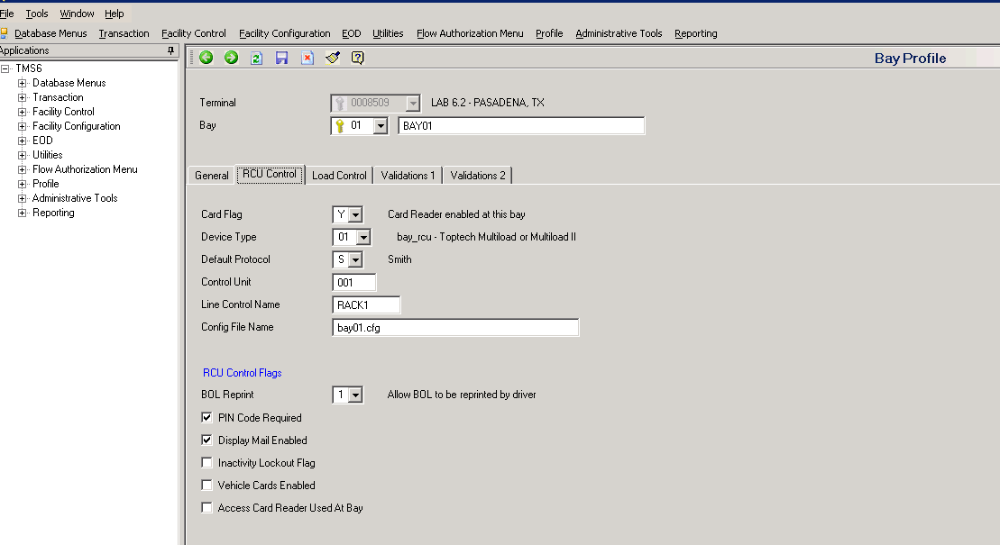 File Tools Window Help
Database Menus Transaction Facility Control Facility Configuration EOD Utilities Flow Authorization Menu Profile Administrative Tools Reporting
Applications
TMS6
Database Menus
Transaction
Facility Control
Facility Configuration
EOD
Utilities
Flow Authorization Menu
Profile
Administrative Tools
Reporting
Bay Profile
Terminal 0008509 LAB 6.2 - PASADENA, TX
Bay 01 BAY01
General RCU Control Load Control Validations 1 Validations 2
Card Flag Y Card Reader enabled at this bay
Device Type 01 bay_rcu - Toptech Multiload or Multiload II
Default Protocol S Smith
Control Unit 001
Line Control Name RACK1
Config File Name bay01.cfg
RCU Control Flags
BOL Reprint 1 Allow BOL to be reprinted by driver
PIN Code Required
Display Mail Enabled
Inactivity Lockout Flag
Vehicle Cards Enabled
Access Card Reader Used At Bay